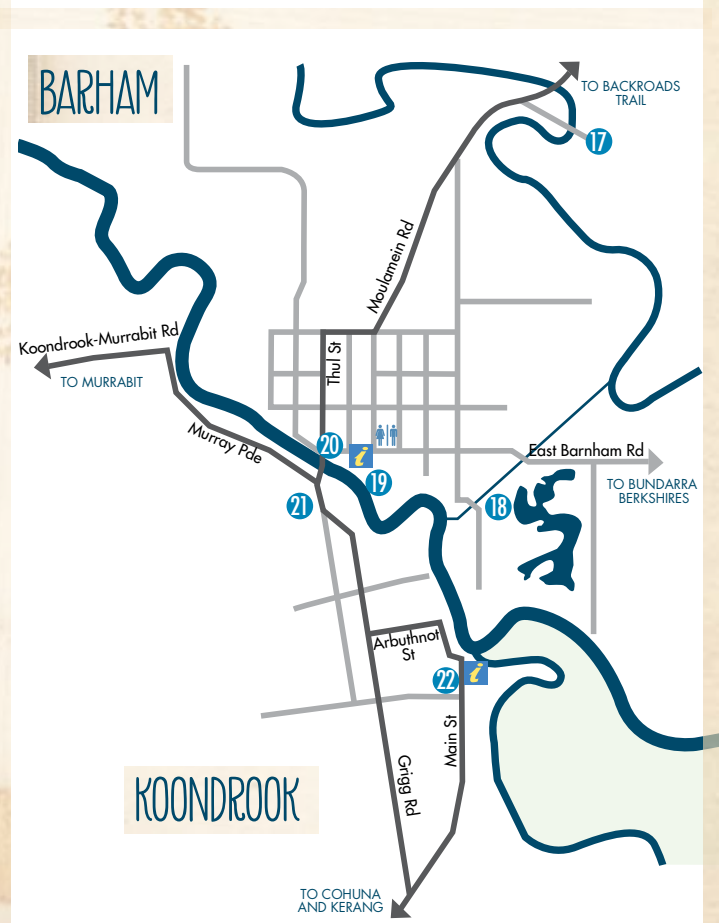 BARHAM
TO BACKROADS
TRAIL
17
Moulamein Rd
Koondrook-Murrabit Rd
TO MURRABIT
Thul St
Murray Pde
20
i
19
East Barnham Rd
TO BUNDARRA
BERKSHIRES
21
18
Arbuthnot
St
22
i
Main St
Grigg Rd
KOONDROOK
TO COHUNA
AND KERANG